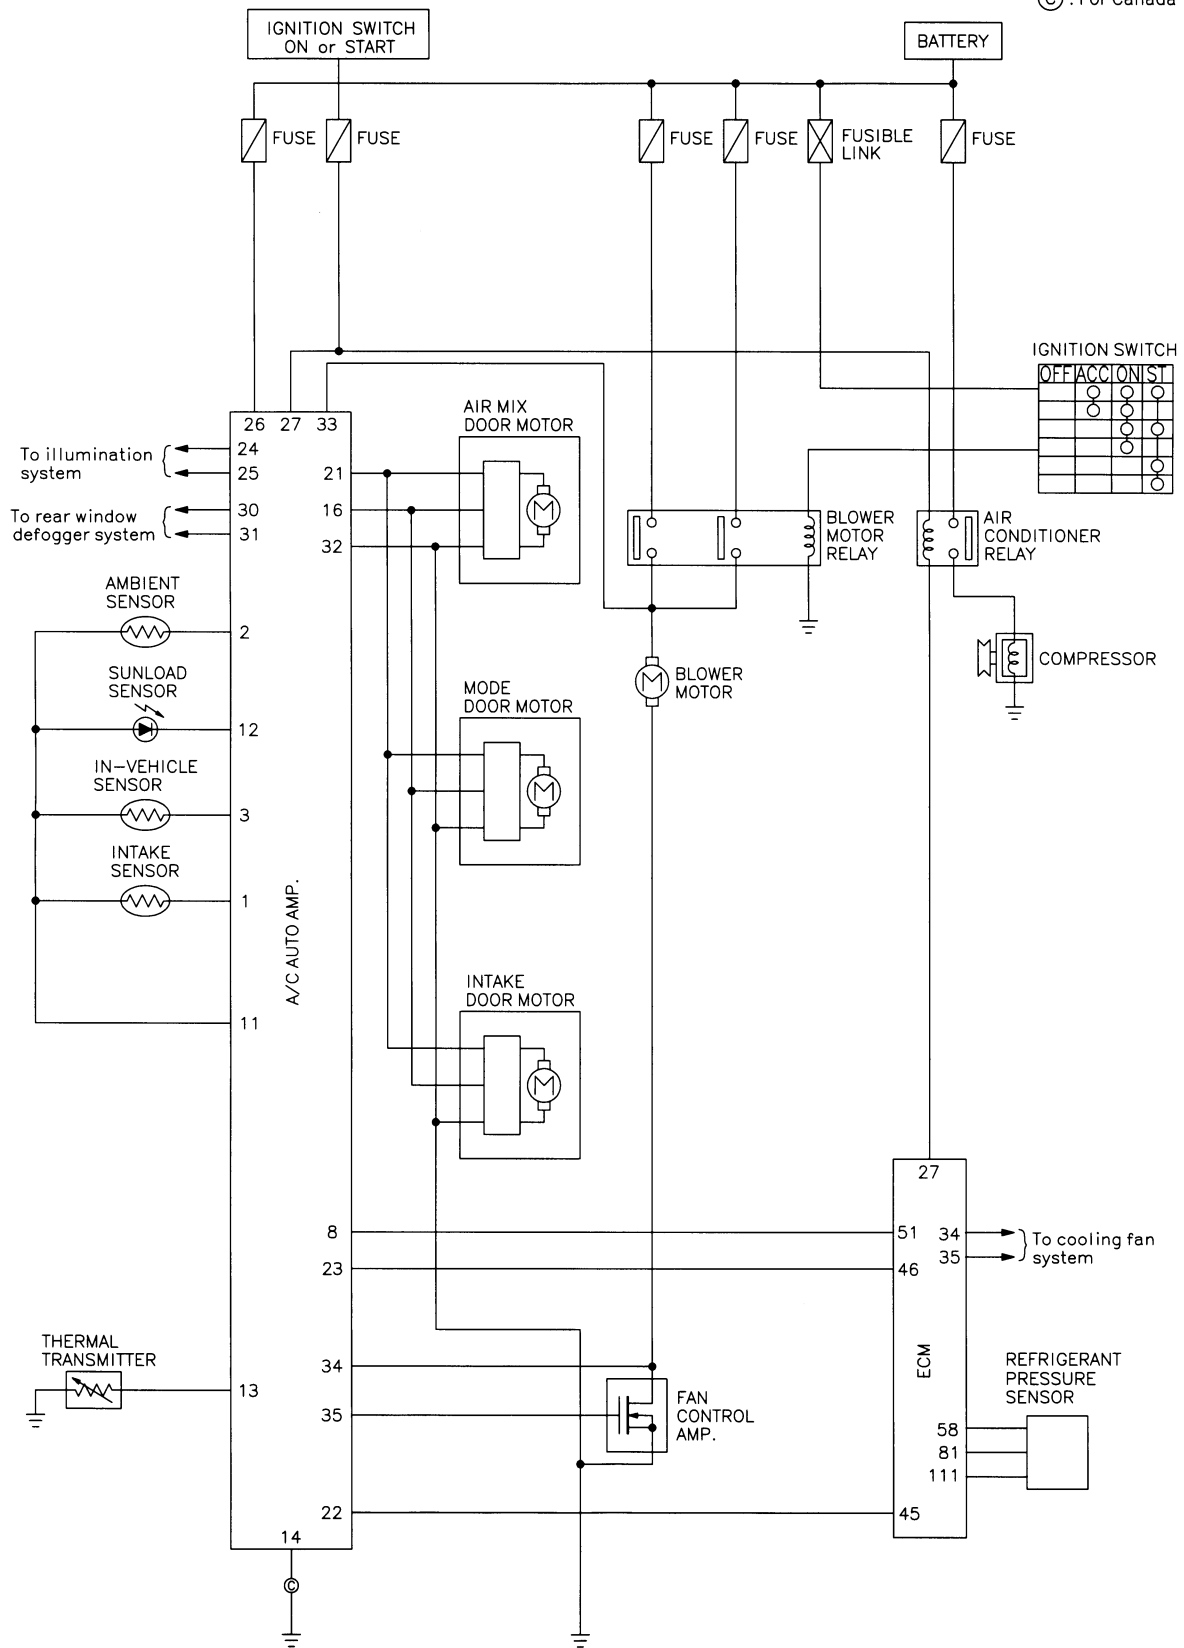 Ⓒ : For Canada
IGNITION SWITCH
ON or START
BATTERY
FUSE
FUSE
FUSE
FUSE
FUSIBLE
LINK
FUSE
IGNITION SWITCH
OFF ACC ON ST
26 27 33
24
25
To illumination
system
30
31
To rear window
defogger system
21
16
32
AIR MIX
DOOR MOTOR
M
BLOWER
MOTOR
RELAY
AIR
CONDITIONER
RELAY
AMBIENT
SENSOR
2
SUNLOAD
SENSOR
12
IN-VEHICLE
SENSOR
3
INTAKE
SENSOR
1
11
A/C AUTO AMP.
MODE
DOOR MOTOR
M
M
BLOWER
MOTOR
COMPRESSOR
INTAKE
DOOR MOTOR
M
27
8
51
34
35
To cooling fan
system
23
46
ECM
THERMAL
TRANSMITTER
13
34
35
FAN
CONTROL
AMP.
REFRIGERANT
PRESSURE
SENSOR
58
81
111
22
45
14
C